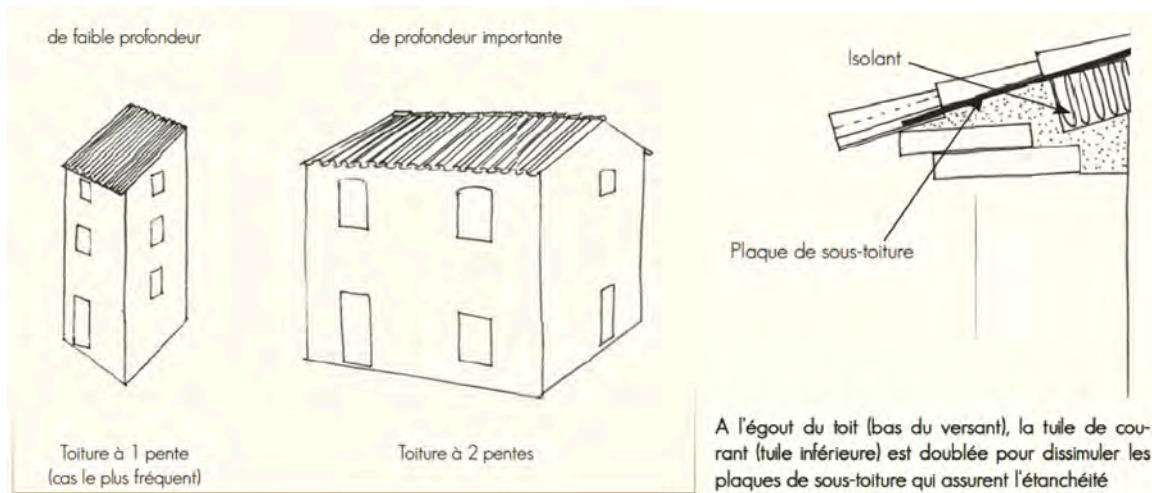 de faible profondeur
de profondeur importante
Toiture à 1 pente
(cas le plus fréquent)
Toiture à 2 pentes
Isolant
Plaque de sous-toiture
A l'égout du toit (bas du versant), la tuile de cou-
rant (tuile inférieure) est doublée pour dissimuler les
plaques de sous-toiture qui assurent l'étanchéité